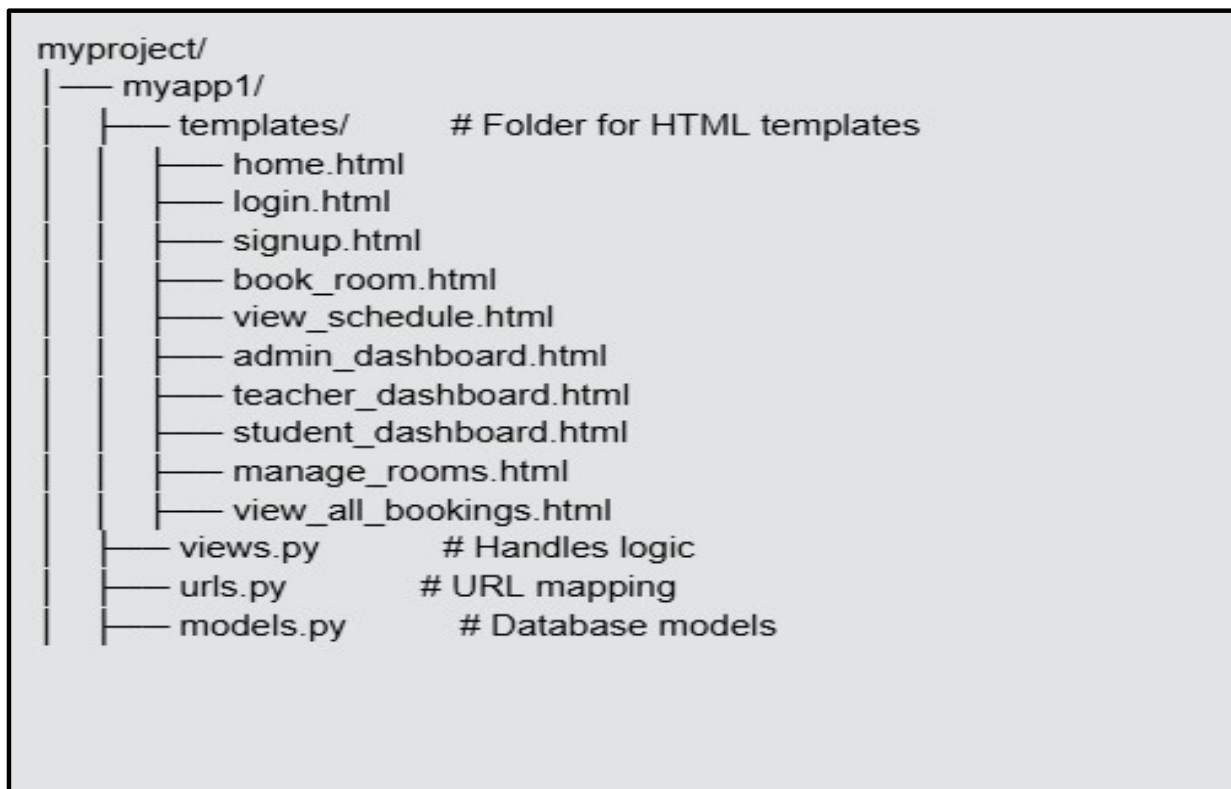 myproject/
│── myapp1/
│   ├── templates/          # Folder for HTML templates
│   │   ├── home.html
│   │   ├── login.html
│   │   ├── signup.html
│   │   ├── book_room.html
│   │   ├── view_schedule.html
│   │   ├── admin_dashboard.html
│   │   ├── teacher_dashboard.html
│   │   ├── student_dashboard.html
│   │   ├── manage_rooms.html
│   │   ├── view_all_bookings.html
│   ├── views.py            # Handles logic
│   ├── urls.py             # URL mapping
│   ├── models.py           # Database models